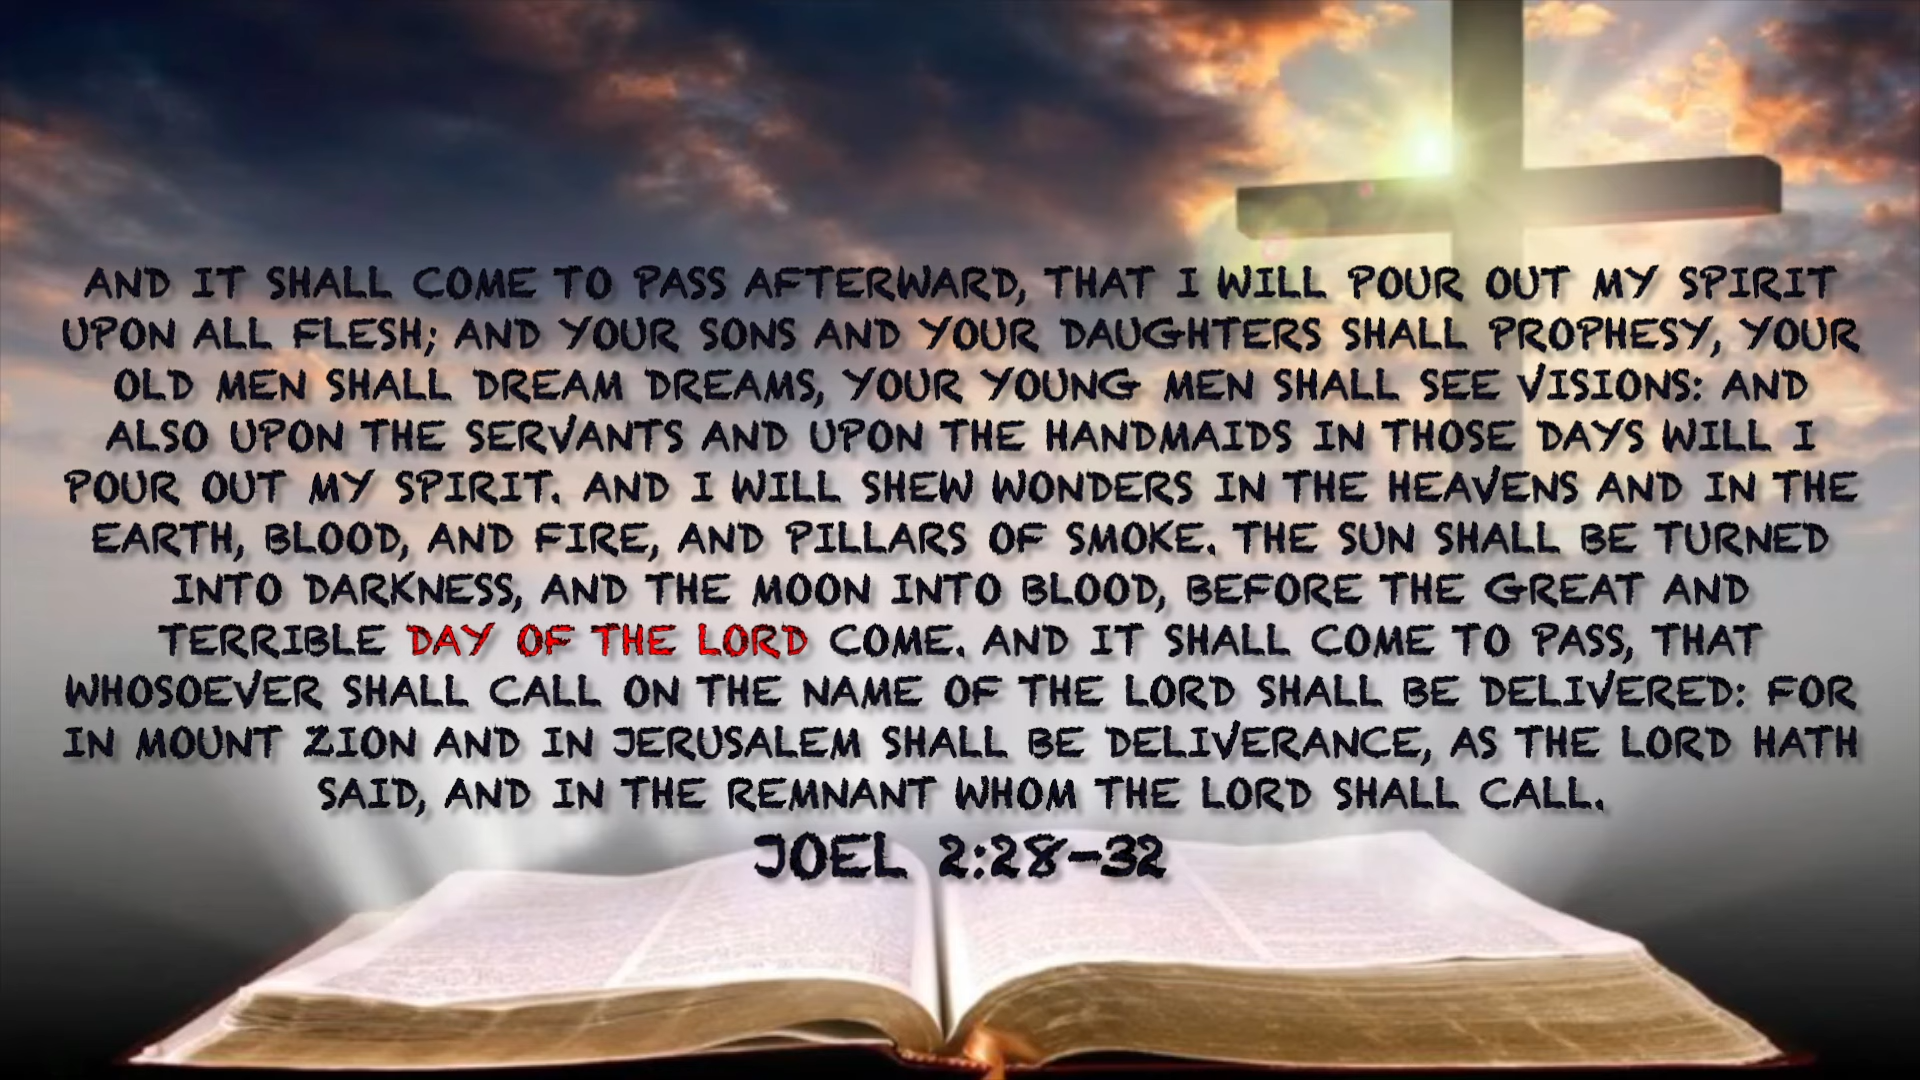 AND IT SHALL COME TO PASS AFTERWARD, THAT I WILL POUR OUT MY SPIRIT
UPON ALL FLESH; AND YOUR SONS AND YOUR DAUGHTERS SHALL PROPHESY, YOUR
OLD MEN SHALL DREAM DREAMS, YOUR YOUNG MEN SHALL SEE VISIONS: AND
ALSO UPON THE SERVANTS AND UPON THE HANDMAIDS IN THOSE DAYS WILL I
POUR OUT MY SPIRIT. AND I WILL SHEW WONDERS IN THE HEAVENS AND IN THE
EARTH, BLOOD, AND FIRE, AND PILLARS OF SMOKE. THE SUN SHALL BE TURNED
INTO DARKNESS, AND THE MOON INTO BLOOD, BEFORE THE GREAT AND
TERRIBLE DAY OF THE LORD COME. AND IT SHALL COME TO PASS, THAT
WHOSOEVER SHALL CALL ON THE NAME OF THE LORD SHALL BE DELIVERED: FOR
IN MOUNT ZION AND IN JERUSALEM SHALL BE DELIVERANCE, AS THE LORD HATH
SAID, AND IN THE REMNANT WHOM THE LORD SHALL CALL.
JOEL 2:28-32